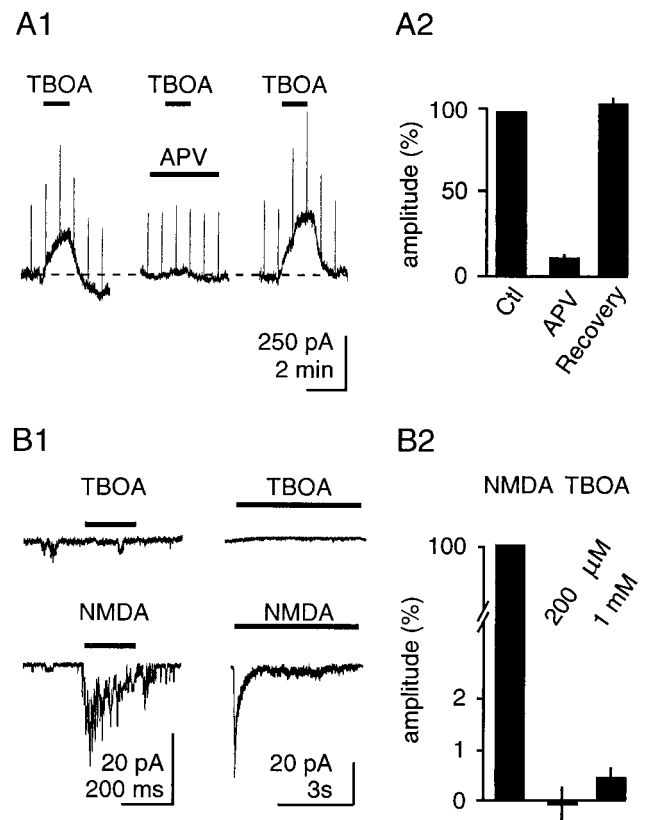 A1
TBOA TBOA TBOA
APV
250 pA
2 min
A2
amplitude (%)
100
50
0
Ctl
APV
Recovery
B1
TBOA TBOA
NMDA NMDA
20 pA
200 ms
20 pA
3s
B2
NMDA TBOA
200 μM
1 mM
amplitude (%)
100
2
1
0